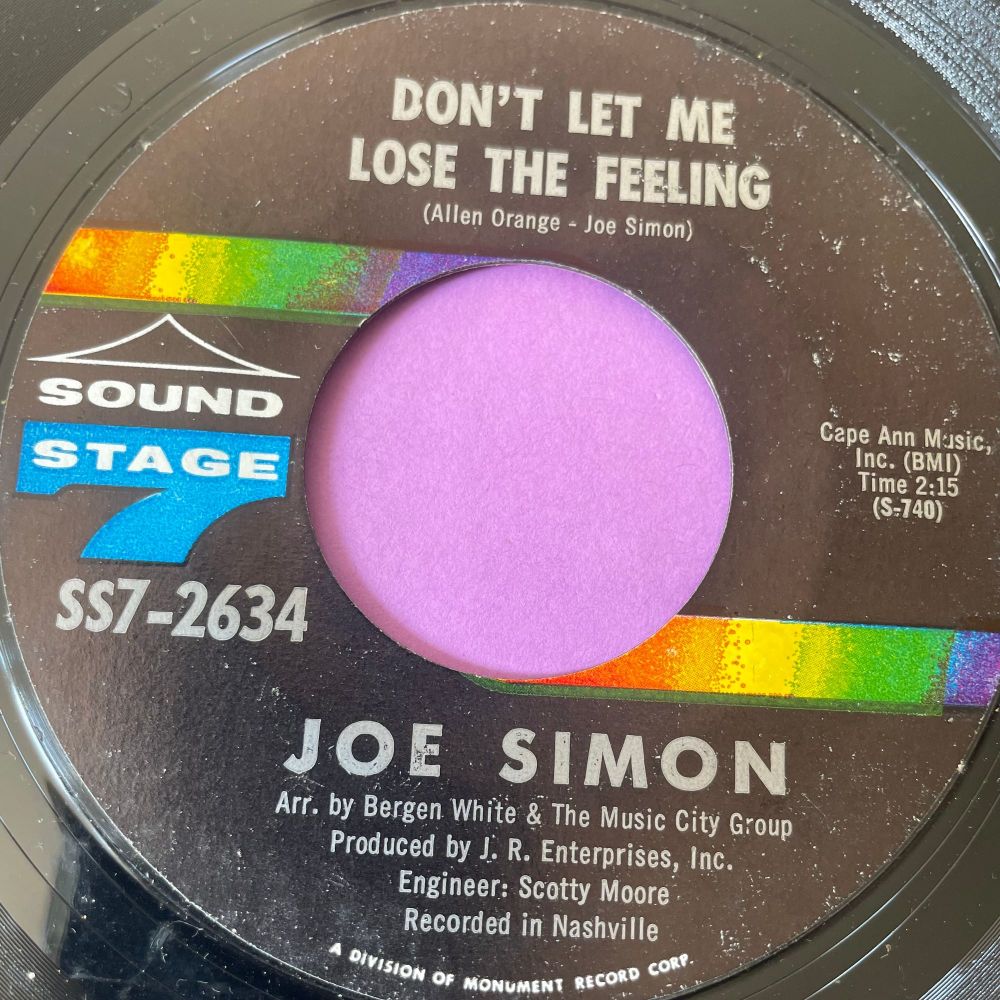 DON'T LET ME
LOSE THE FEELING
(Allen Orange - Joe Simon)
SOUND
STAGE
7
SS7-2634
Cape Ann Music,
Inc. (BMI)
Time 2:15
(S-740)
JOE SIMON
Arr. by Bergen White & The Music City Group
Produced by J. R. Enterprises, Inc.
Engineer: Scotty Moore
Recorded in Nashville
A DIVISION OF MONUMENT RECORD CORP.